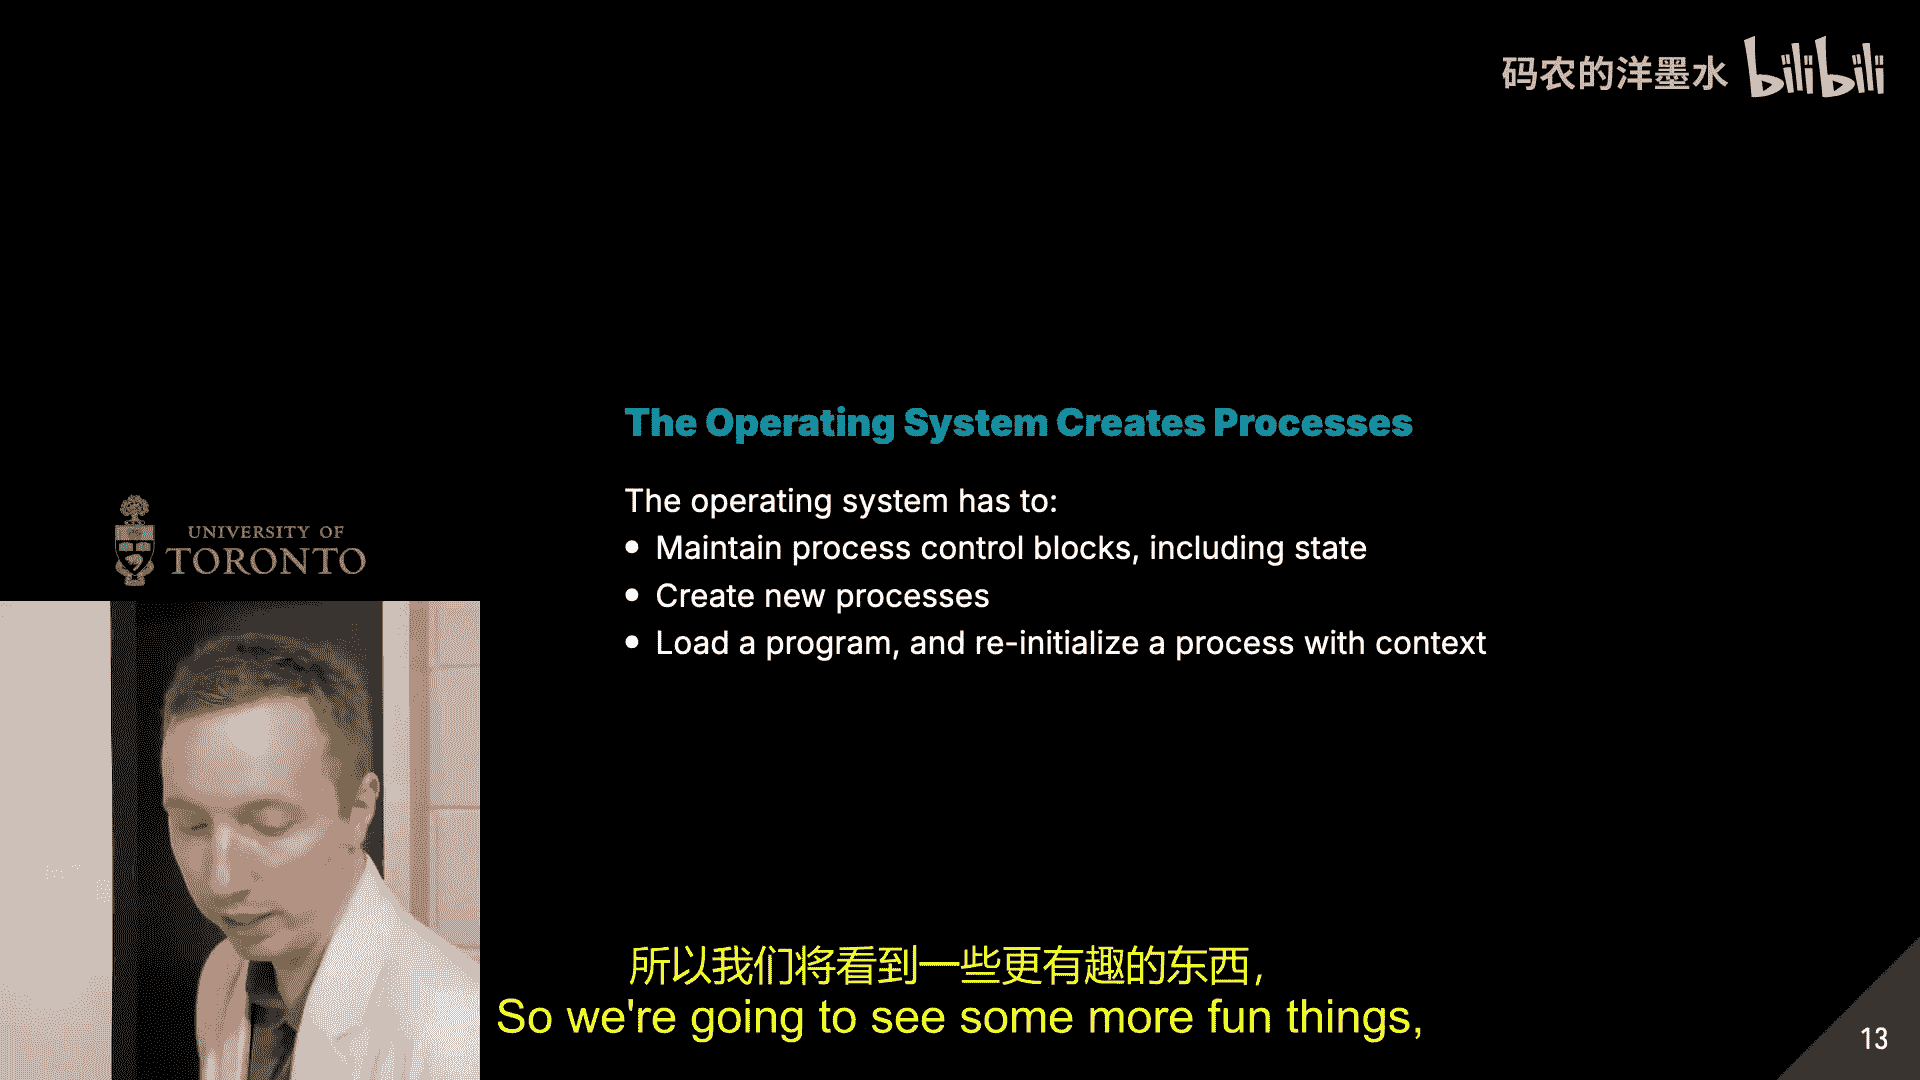 码农的洋墨水 bilibili
The Operating System Creates Processes
The operating system has to:
• Maintain process control blocks, including state
• Create new processes
• Load a program, and re-initialize a process with context
UNIVERSITY OF
TORONTO
所以我们将看到一些更有趣的东西，
So we're going to see some more fun things,
13